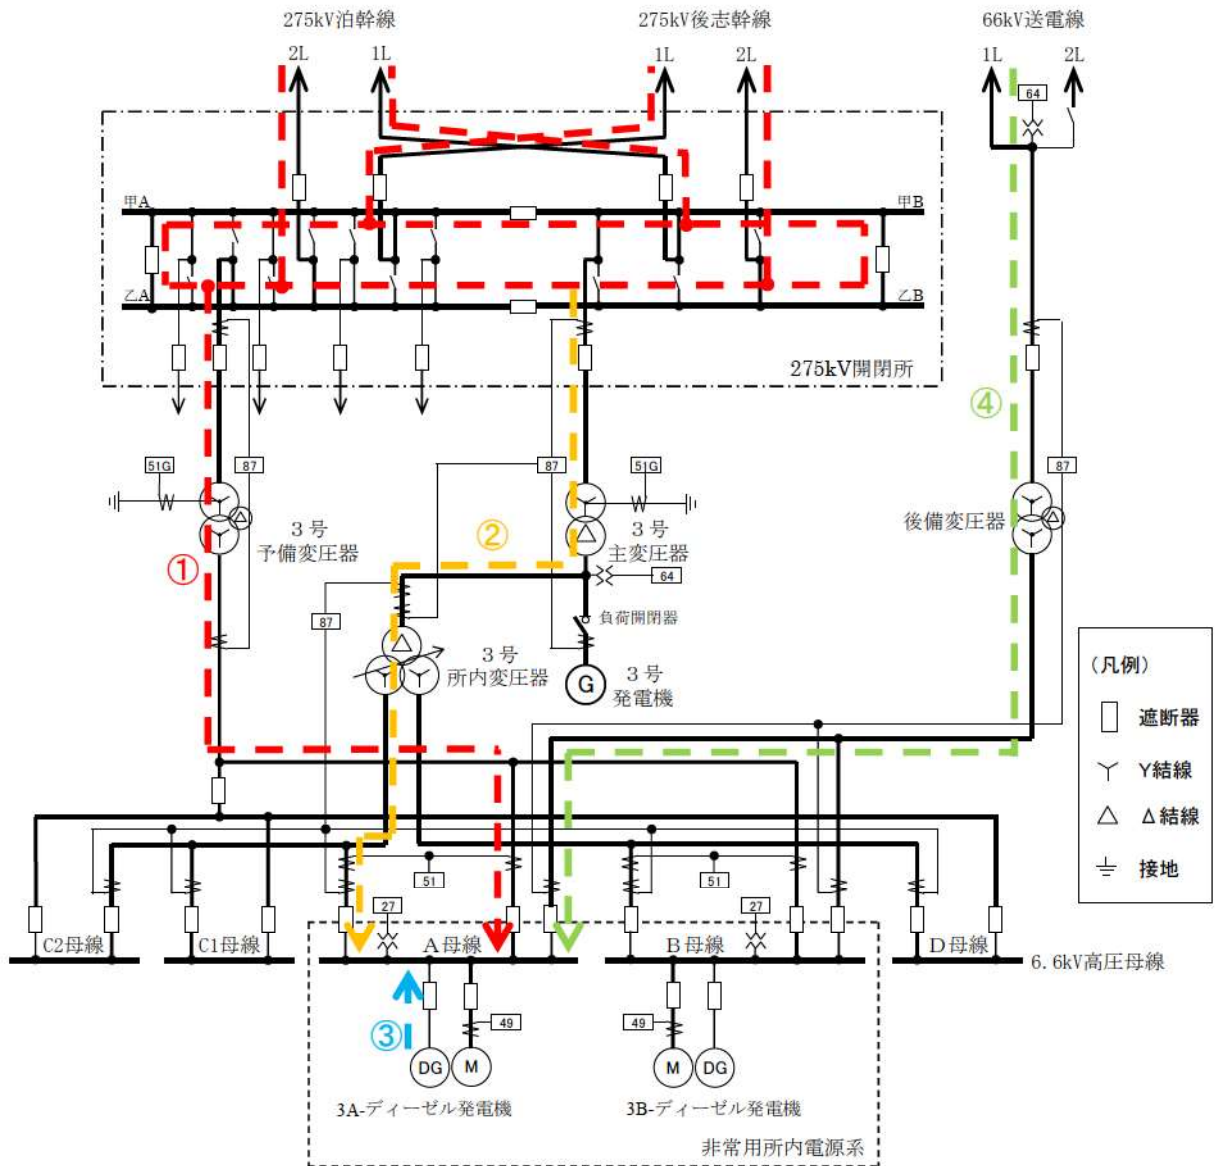 275kV泊幹線
275kV後志幹線
66kV送電線
2L
1L
1L
2L
1L
2L
64
甲A
甲B
乙A
乙B
275kV開閉所
④
51G
87
87
51G
87
3号
予備変圧器
②
3号
主変圧器
後備変圧器
①
64
87
負荷開閉器
3号
所内変圧器
G
3号
発電機
(凡例)
遮断器
Y結線
Δ結線
接地
51
51
27
27
C2母線
C1母線
A母線
B母線
D母線
6.6kV高圧母線
③
49
49
DG
M
M
DG
3A-ディーゼル発電機
3B-ディーゼル発電機
非常用所内電源系